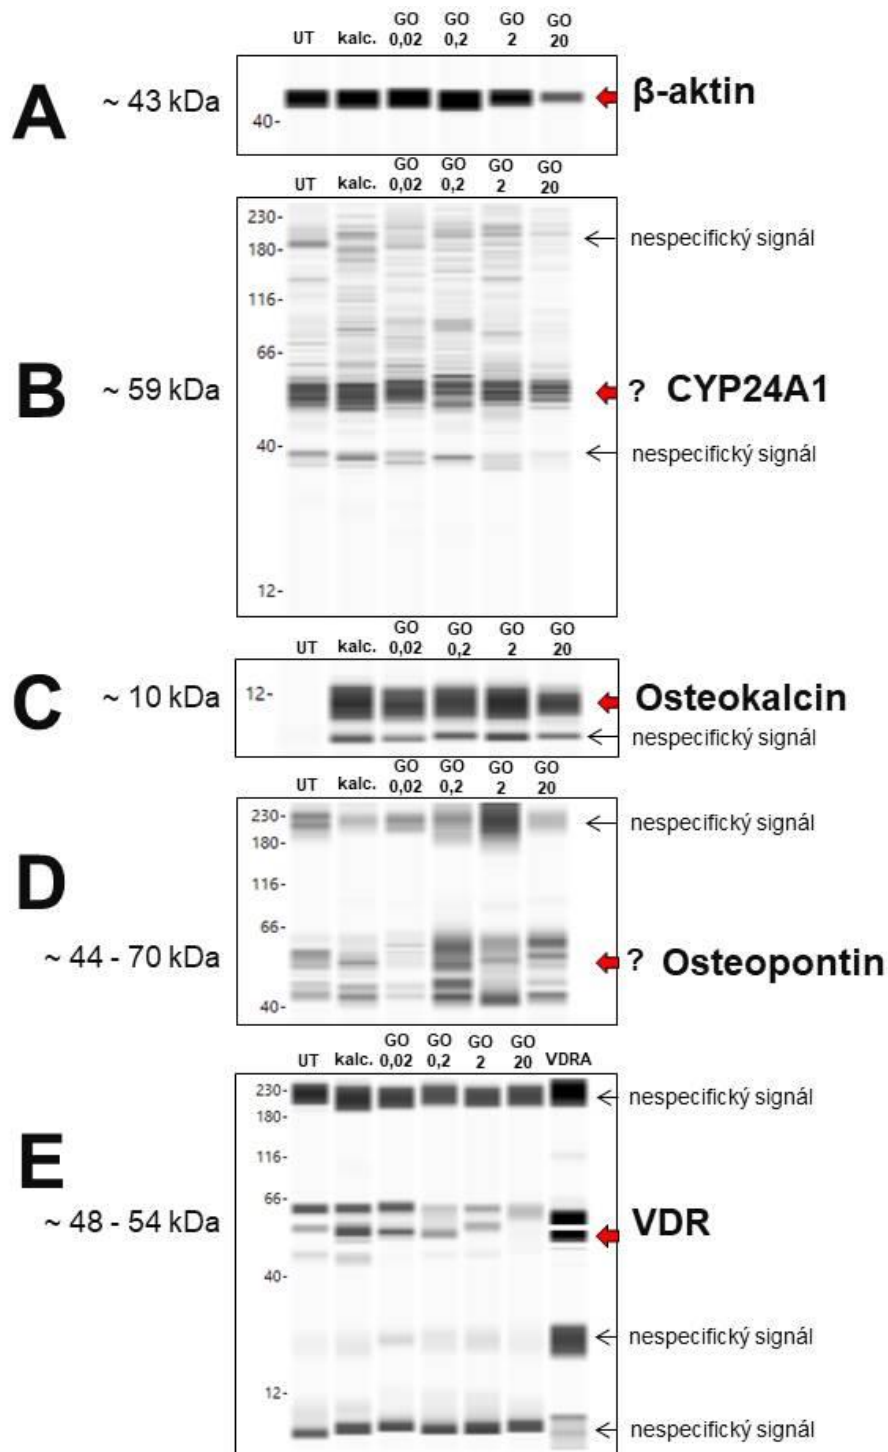 GO GO GO GO
UT kalc. 0,02 0,2 2 20
A ~ 43 kDa 40- β-aktin
GO GO GO GO
UT kalc. 0,02 0,2 2 20
230-
nespecifický signál
180-
116-
66-
B ~ 59 kDa ? CYP24A1
40-
nespecifický signál
12-
GO GO GO GO
UT kalc. 0,02 0,2 2 20
C ~ 10 kDa 12- Osteokalcin
nespecifický signál
GO GO GO GO
UT kalc. 0,02 0,2 2 20
230-
nespecifický signál
180-
116-
D
66-
~ 44 - 70 kDa ? Osteopontin
40-
GO GO GO GO
UT kalc. 0,02 0,2 2 20 VDRA
230-
nespecifický signál
180-
E
116-
66-
~ 48 - 54 kDa VDR
40-
nespecifický signál
12-
nespecifický signál